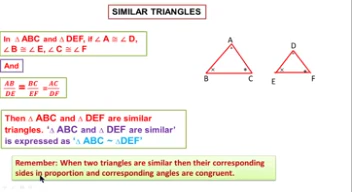 SIMILAR TRIANGLES
In ∆ ABC and ∆ DEF, if ∠ A ≅ ∠ D,
∠ B ≅ ∠ E, ∠ C ≅ ∠ F
And
AB/DE = BC/EF = AC/DF
Then ∆ ABC and ∆ DEF are similar
triangles. ‘∆ ABC and ∆ DEF are similar’
is expressed as ‘∆ ABC ~ ∆DEF’
Remember: When two triangles are similar then their corresponding
sides in proportion and corresponding angles are congruent.
A
B
C
D
E
F